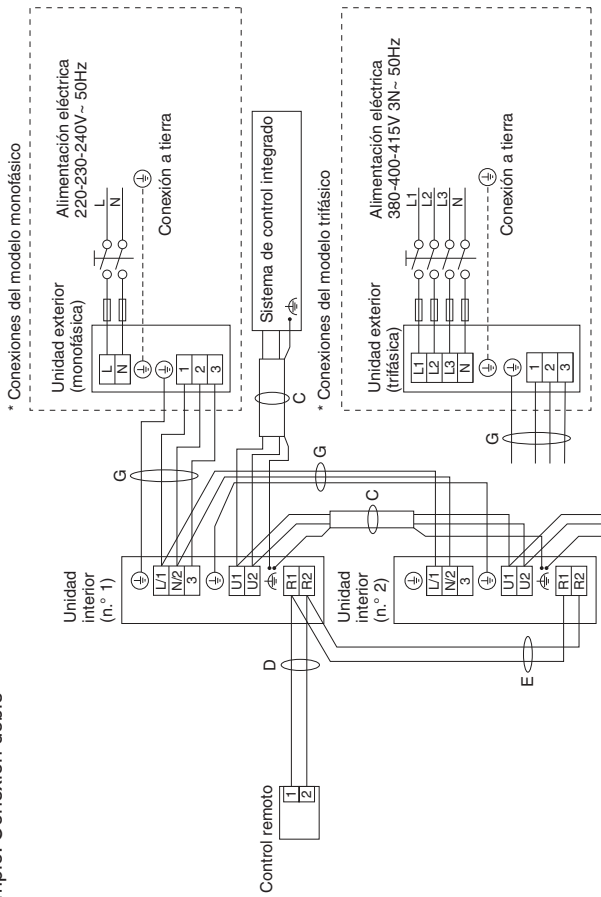 mplo: Conexión doble
* Conexiones del modelo monofásico
Unidad exterior
(monofásica)
Alimentación eléctrica
220-230-240V~ 50Hz
L
N
L
N
Conexión a tierra
1
2
3
G
Sistema de control integrado
C
G
Unidad
interior
(n.° 1)
L/1
N/2
3
U1
U2
R1
R2
C
D
Control remoto
1
2
* Conexiones del modelo trifásico
Unidad exterior
(trifásica)
Alimentación eléctrica
380-400-415V 3N~ 50Hz
L1
L2
L3
N
L1
L2
L3
N
Conexión a tierra
1
2
3
G
Unidad
interior
(n.° 2)
L/1
N/2
3
U1
U2
R1
R2
E